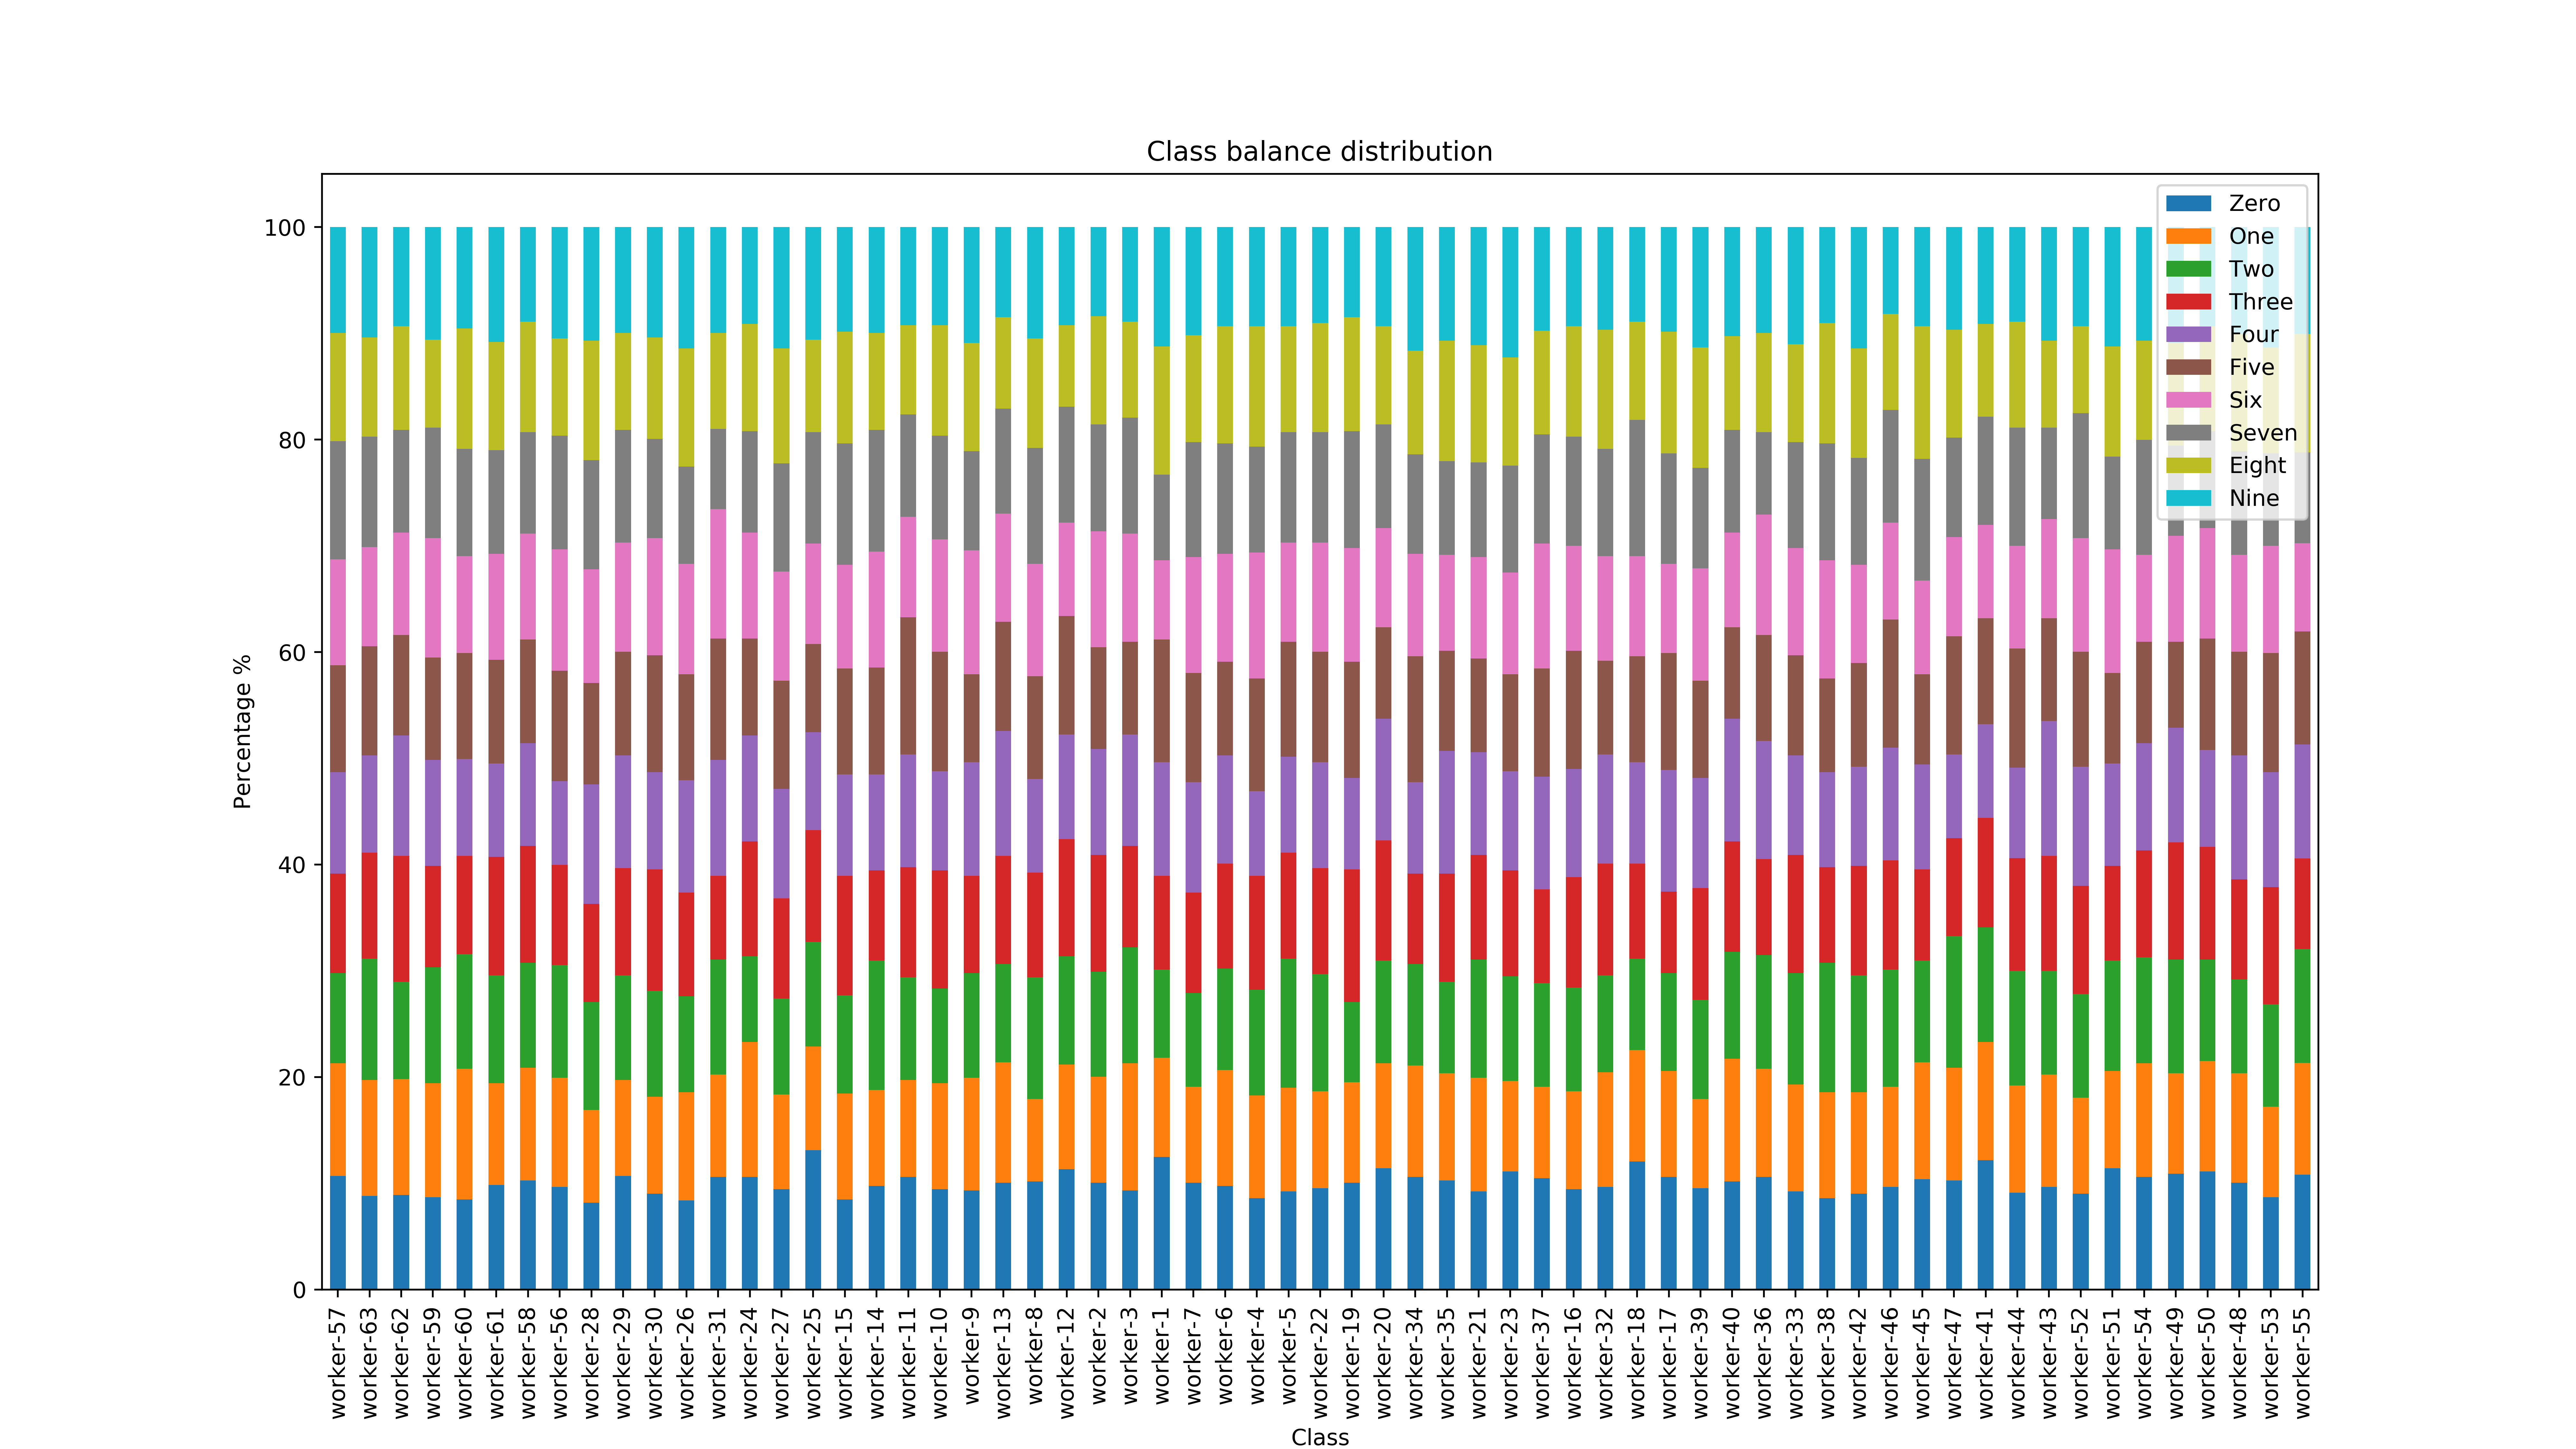 Class balance distribution
Percentage %
100
80
60
40
20
0
Zero
One
Two
Three
Four
Five
Six
Seven
Eight
Nine
worker-57
worker-63
worker-62
worker-59
worker-60
worker-61
worker-58
worker-56
worker-28
worker-29
worker-30
worker-26
worker-31
worker-24
worker-27
worker-25
worker-15
worker-14
worker-11
worker-10
worker-9
worker-13
worker-8
worker-12
worker-2
worker-3
worker-1
worker-7
worker-6
worker-4
worker-5
worker-22
worker-19
worker-20
worker-34
worker-35
worker-21
worker-23
worker-37
worker-16
worker-32
worker-18
worker-17
worker-39
worker-40
worker-36
worker-33
worker-38
worker-42
worker-46
worker-45
worker-47
worker-41
worker-44
worker-43
worker-52
worker-51
worker-54
worker-49
worker-50
worker-48
worker-53
worker-55
Class